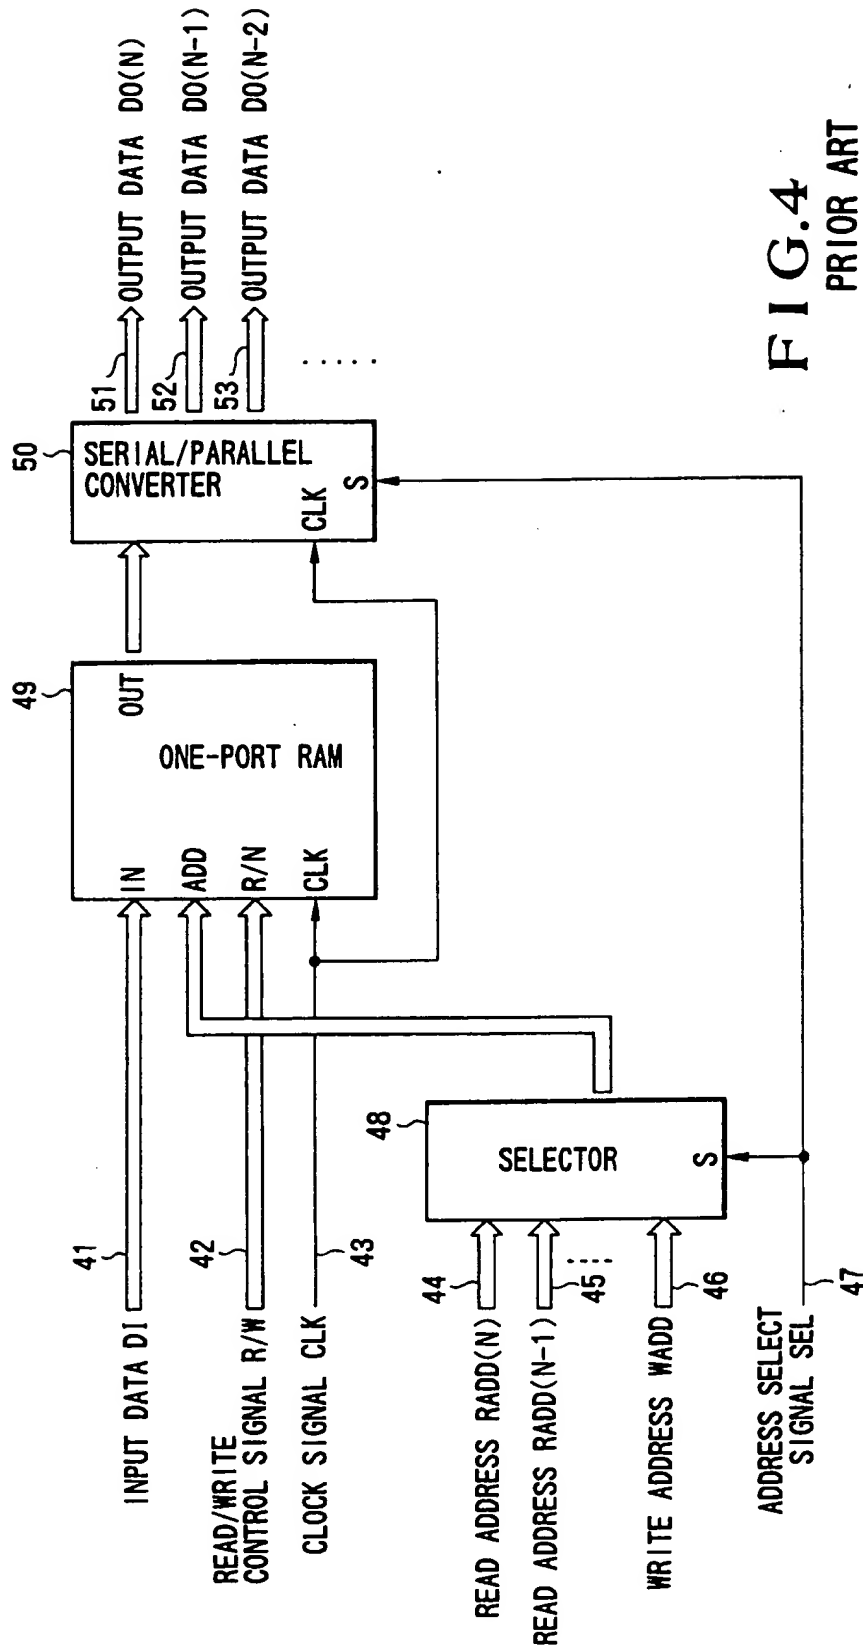 INPUT DATA DI
41
READ/WRITE
CONTROL SIGNAL R/W
42
CLOCK SIGNAL CLK
43
READ ADDRESS RADD(N)
44
READ ADDRESS RADD(N-1)
45
WRITE ADDRESS WADD
46
ADDRESS SELECT
SIGNAL SEL
47
48
SELECTOR
S
49
IN
OUT
ADD
R/N
CLK
ONE-PORT RAM
50
SERIAL/PARALLEL
CONVERTER
CLK
S
51
OUTPUT DATA DO(N)
52
OUTPUT DATA DO(N-1)
53
OUTPUT DATA DO(N-2)
FIG.4
PRIOR ART